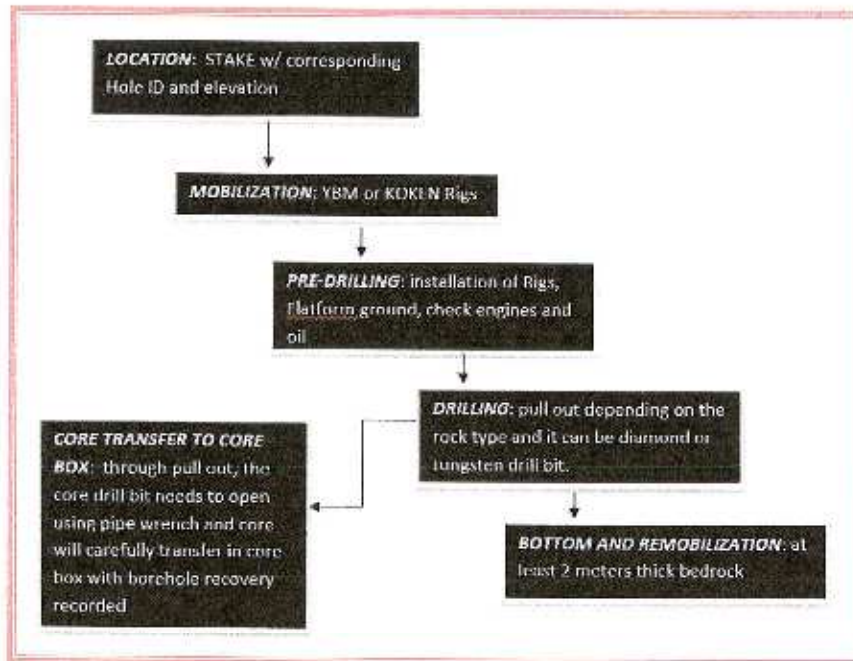 LOCATION: STAKE w/ corresponding
Hole ID and elevation
MOBILIZATION: YBM or KOKEN Rigs
PRE-DRILLING: installation of Rigs,
Flatform ground, check engines and
oil
DRILLING: pull out depending on the
rock type and it can be diamond or
tungsten drill bit.
CORE TRANSFER TO CORE
BOX: through pull out, the
core drill bit needs to open
using pipe wrench and core
will carefully transfer in core
box with borehole recovery
recorded
BOTTOM AND REMOBILIZATION: at
least 2 meters thick bedrock